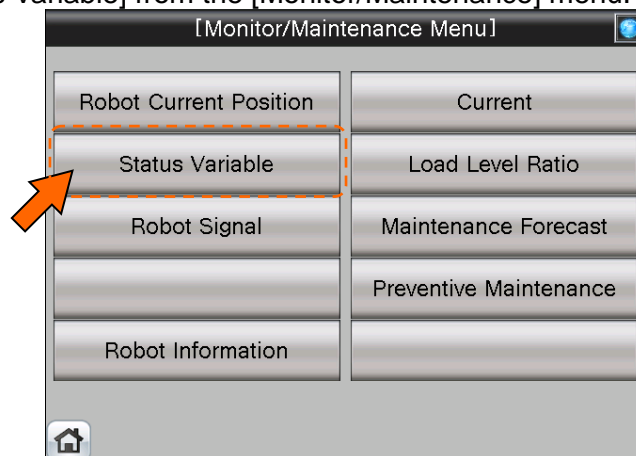 Variable] from the [Monitor/Maintenance] menu.
[Monitor/Maintenance Menu]
Robot Current Position
Current
Status Variable
Load Level Ratio
Robot Signal
Maintenance Forecast
Preventive Maintenance
Robot Information